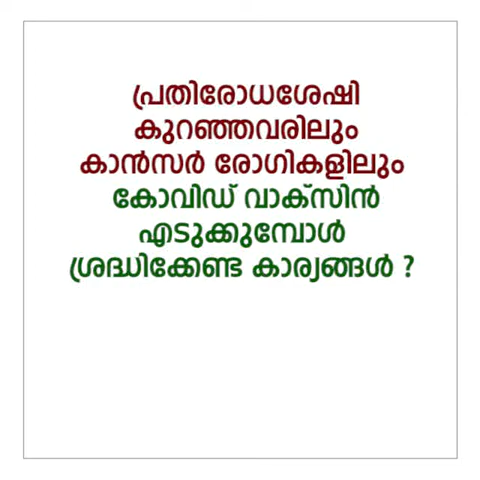 പ്രതിരോധശേഷി
കുറഞ്ഞവരിലും
കാൻസർ രോഗികളിലും
കോവിഡ് വാക്സിൻ
എടുക്കുമ്പോൾ
ശ്രദ്ധിക്കേണ്ട കാര്യങ്ങൾ ?